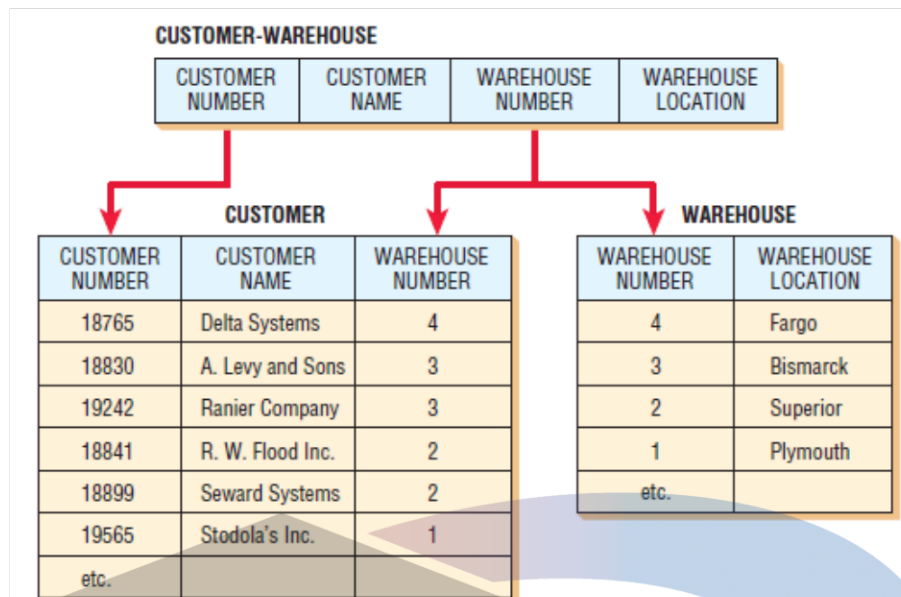 CUSTOMER-WAREHOUSE
CUSTOMER NUMBER CUSTOMER NAME WAREHOUSE NUMBER WAREHOUSE LOCATION
CUSTOMER
CUSTOMER NUMBER CUSTOMER NAME WAREHOUSE NUMBER
18765 Delta Systems 4
18830 A. Levy and Sons 3
19242 Ranier Company 3
18841 R. W. Flood Inc. 2
18899 Seward Systems 2
19565 Stodola's Inc. 1
etc.
WAREHOUSE
WAREHOUSE NUMBER WAREHOUSE LOCATION
4 Fargo
3 Bismarck
2 Superior
1 Plymouth
etc.